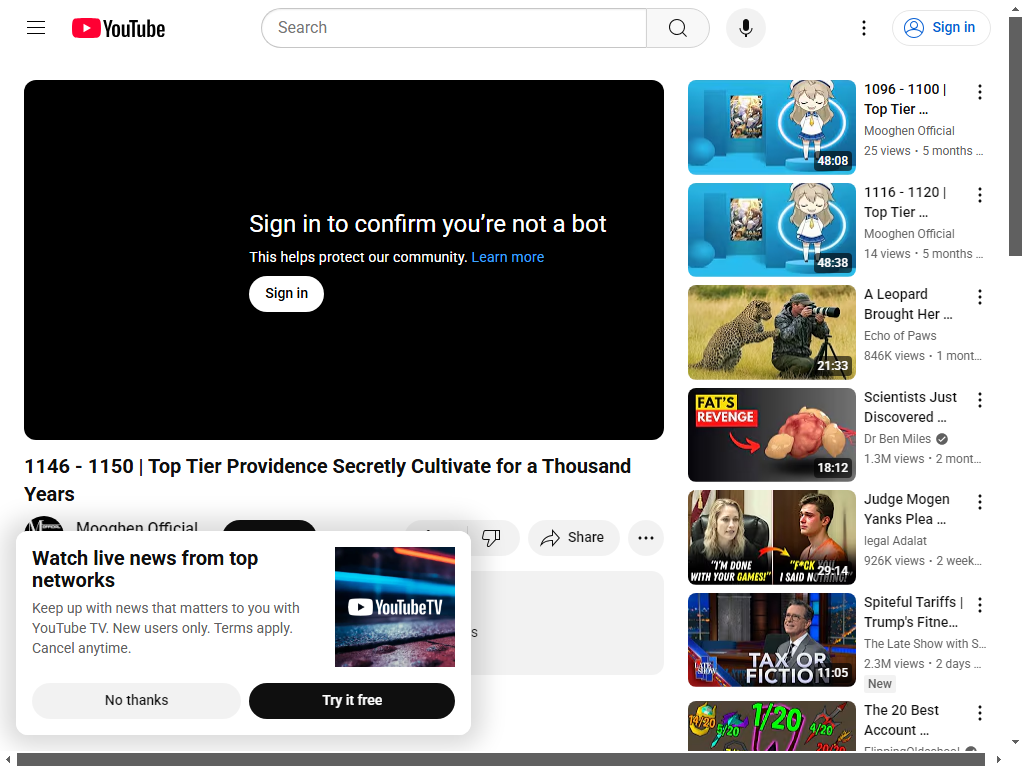 YouTube
Search
Sign in
Sign in to confirm you’re not a bot
This helps protect our community. Learn more
Sign in
1146 - 1150 | Top Tier Providence Secretly Cultivate for a Thousand
Years
Mooghen Official
Share
Watch live news from top
networks
Keep up with news that matters to you with
YouTube TV. New users only. Terms apply.
Cancel anytime.
YouTubeTV
No thanks
Try it free
48:08
1096 - 1100 |
Top Tier ...
Mooghen Official
25 views • 5 months ...
48:38
1116 - 1120 |
Top Tier ...
Mooghen Official
14 views • 5 months ...
21:33
A Leopard
Brought Her ...
Echo of Paws
846K views • 1 mont...
FAT'S
REVENGE
18:12
Scientists Just
Discovered ...
Dr Ben Miles
1.3M views • 2 mont...
"I'M DONE
WITH YOUR GAMES!"
"F*CK YOU
I SAID NOTHING!"
29:14
Judge Mogen
Yanks Plea ...
legal Adalat
926K views • 2 week...
LATE SHOW
TAX OR
FICTION
11:05
Spiteful Tariffs |
Trump's Fitne...
The Late Show with S...
2.3M views • 2 days ...
New
14/20
5/20
1/20
4/20
20/20
The 20 Best
Account ...
FlippingOldschool